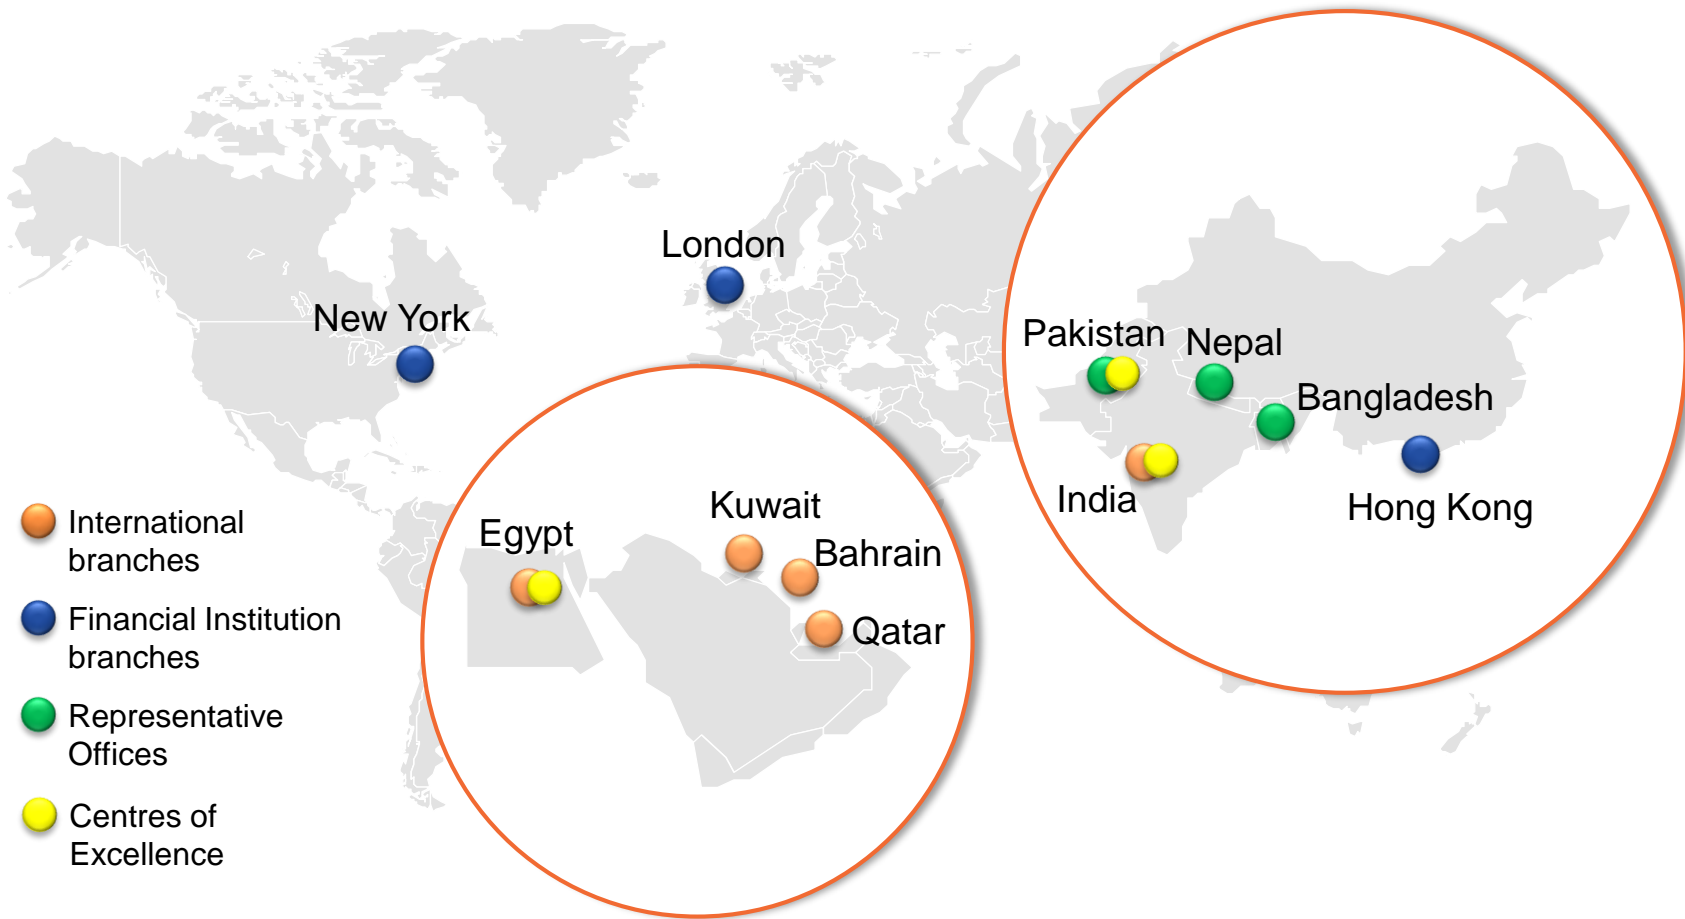 London
New York
Pakistan
Nepal
Bangladesh
India
Hong Kong
Kuwait
Egypt
Bahrain
Qatar
International
branches
Financial Institution
branches
Representative
Offices
Centres of
Excellence